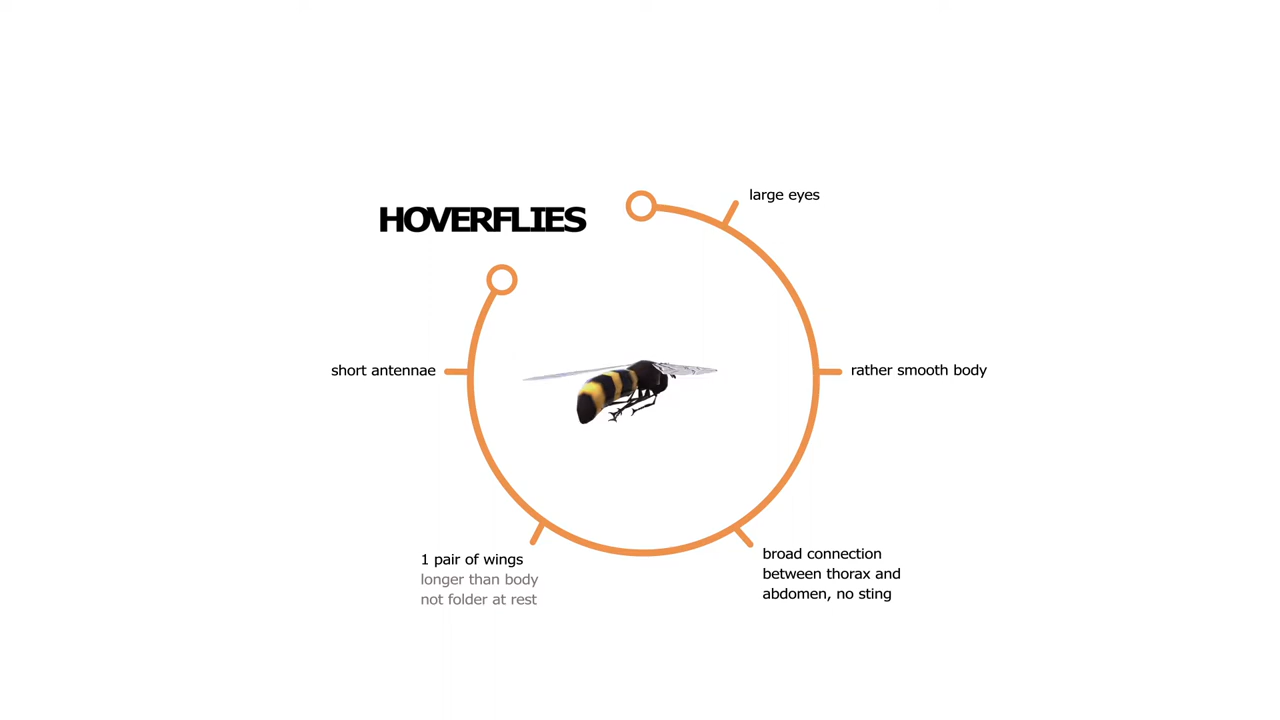 HOVERFLIES
large eyes
rather smooth body
broad connection
between thorax and
abdomen, no sting
1 pair of wings
longer than body
not folder at rest
short antennae